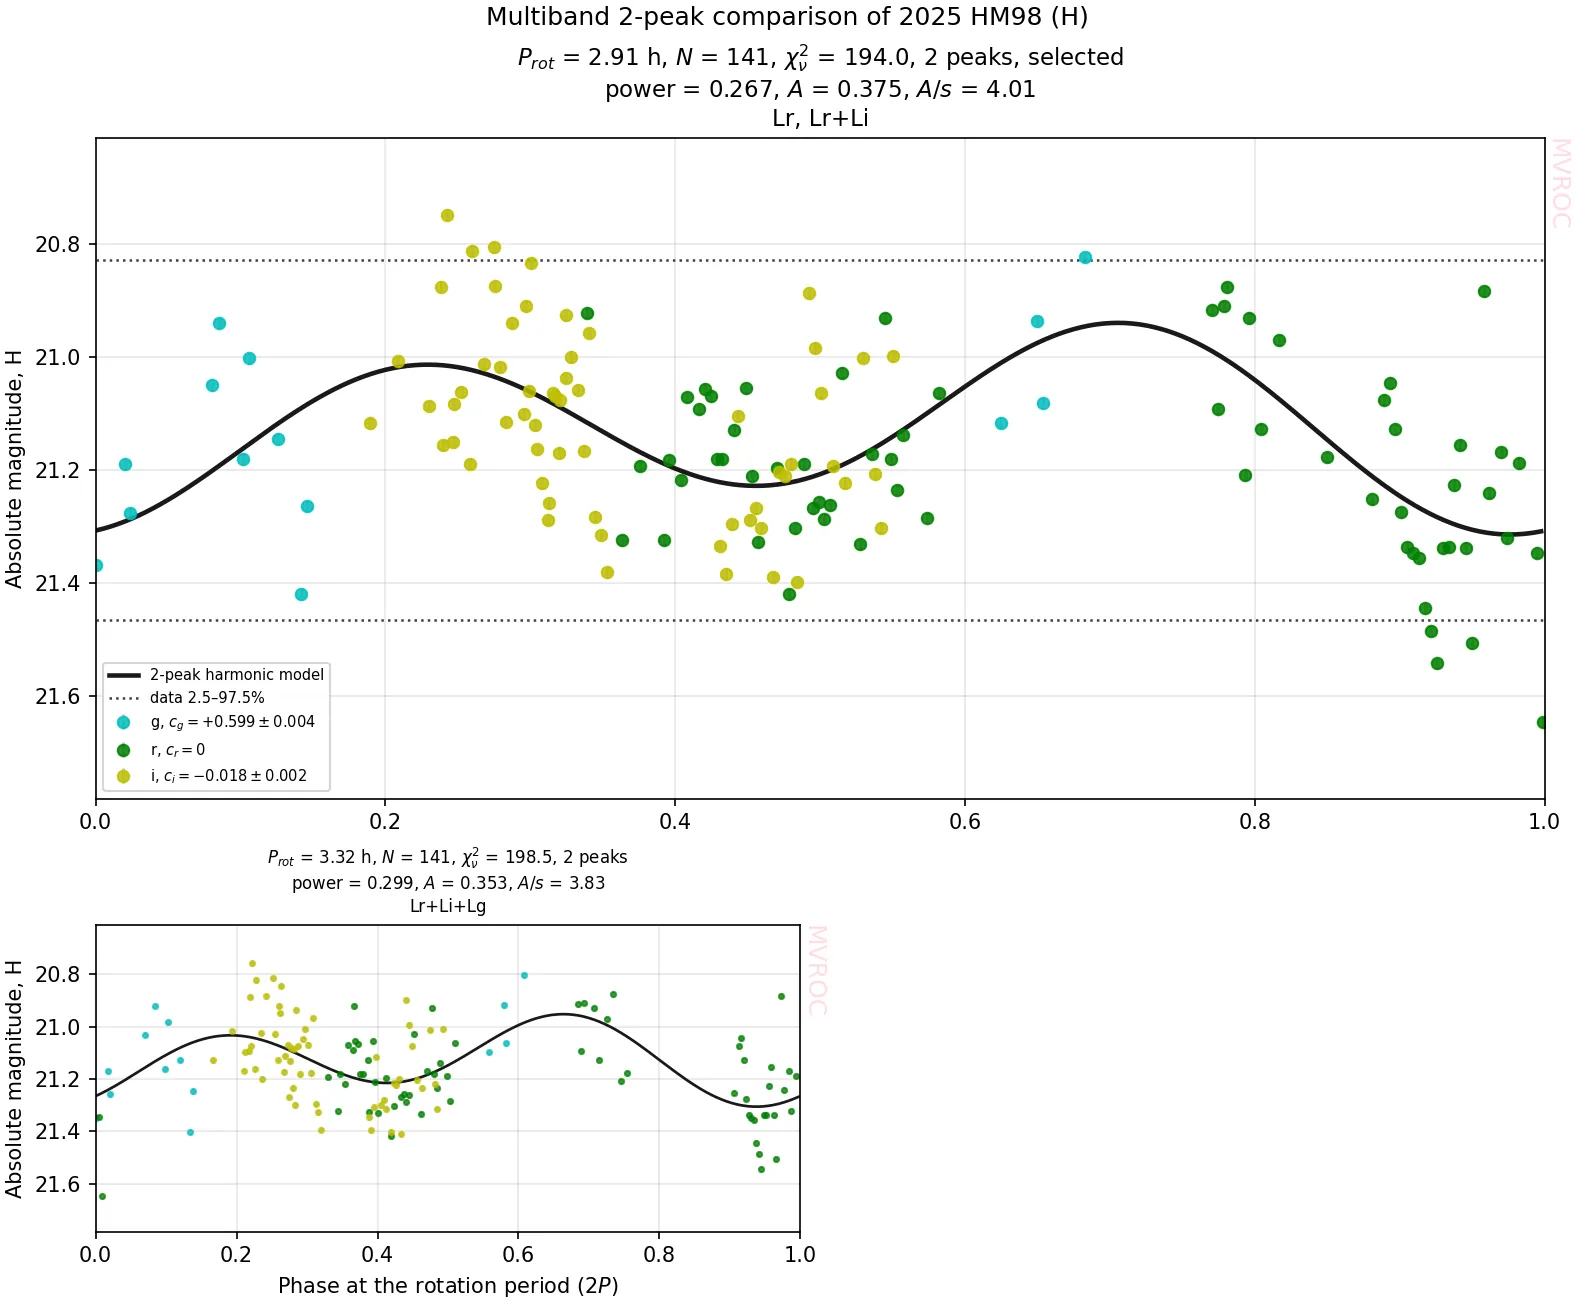 Multiband 2-peak comparison of 2025 HM98 (H)
P_rot = 2.91 h, N = 141, χ²_ν = 194.0, 2 peaks, selected
power = 0.267, A = 0.375, A/s = 4.01
Lr, Lr+Li
MVROC
Absolute magnitude, H
20.8
21.0
21.2
21.4
21.6
2-peak harmonic model
data 2.5–97.5%
g, c_g = +0.599 ± 0.004
r, c_r = 0
i, c_i = −0.018 ± 0.002
0.0 0.2 0.4 0.6 0.8 1.0
P_rot = 3.32 h, N = 141, χ²_ν = 198.5, 2 peaks
power = 0.299, A = 0.353, A/s = 3.83
Lr+Li+Lg
MVROC
Absolute magnitude, H
20.8
21.0
21.2
21.4
21.6
0.0 0.2 0.4 0.6 0.8 1.0
Phase at the rotation period (2P)